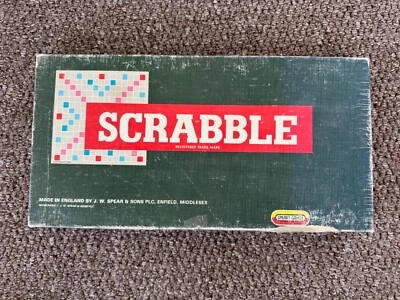 SCRABBLE
REGISTERED TRADE MARK
MADE IN ENGLAND BY J. W. SPEAR & SONS PLC, ENFIELD, MIDDLESEX
SPEAR'S GAMES